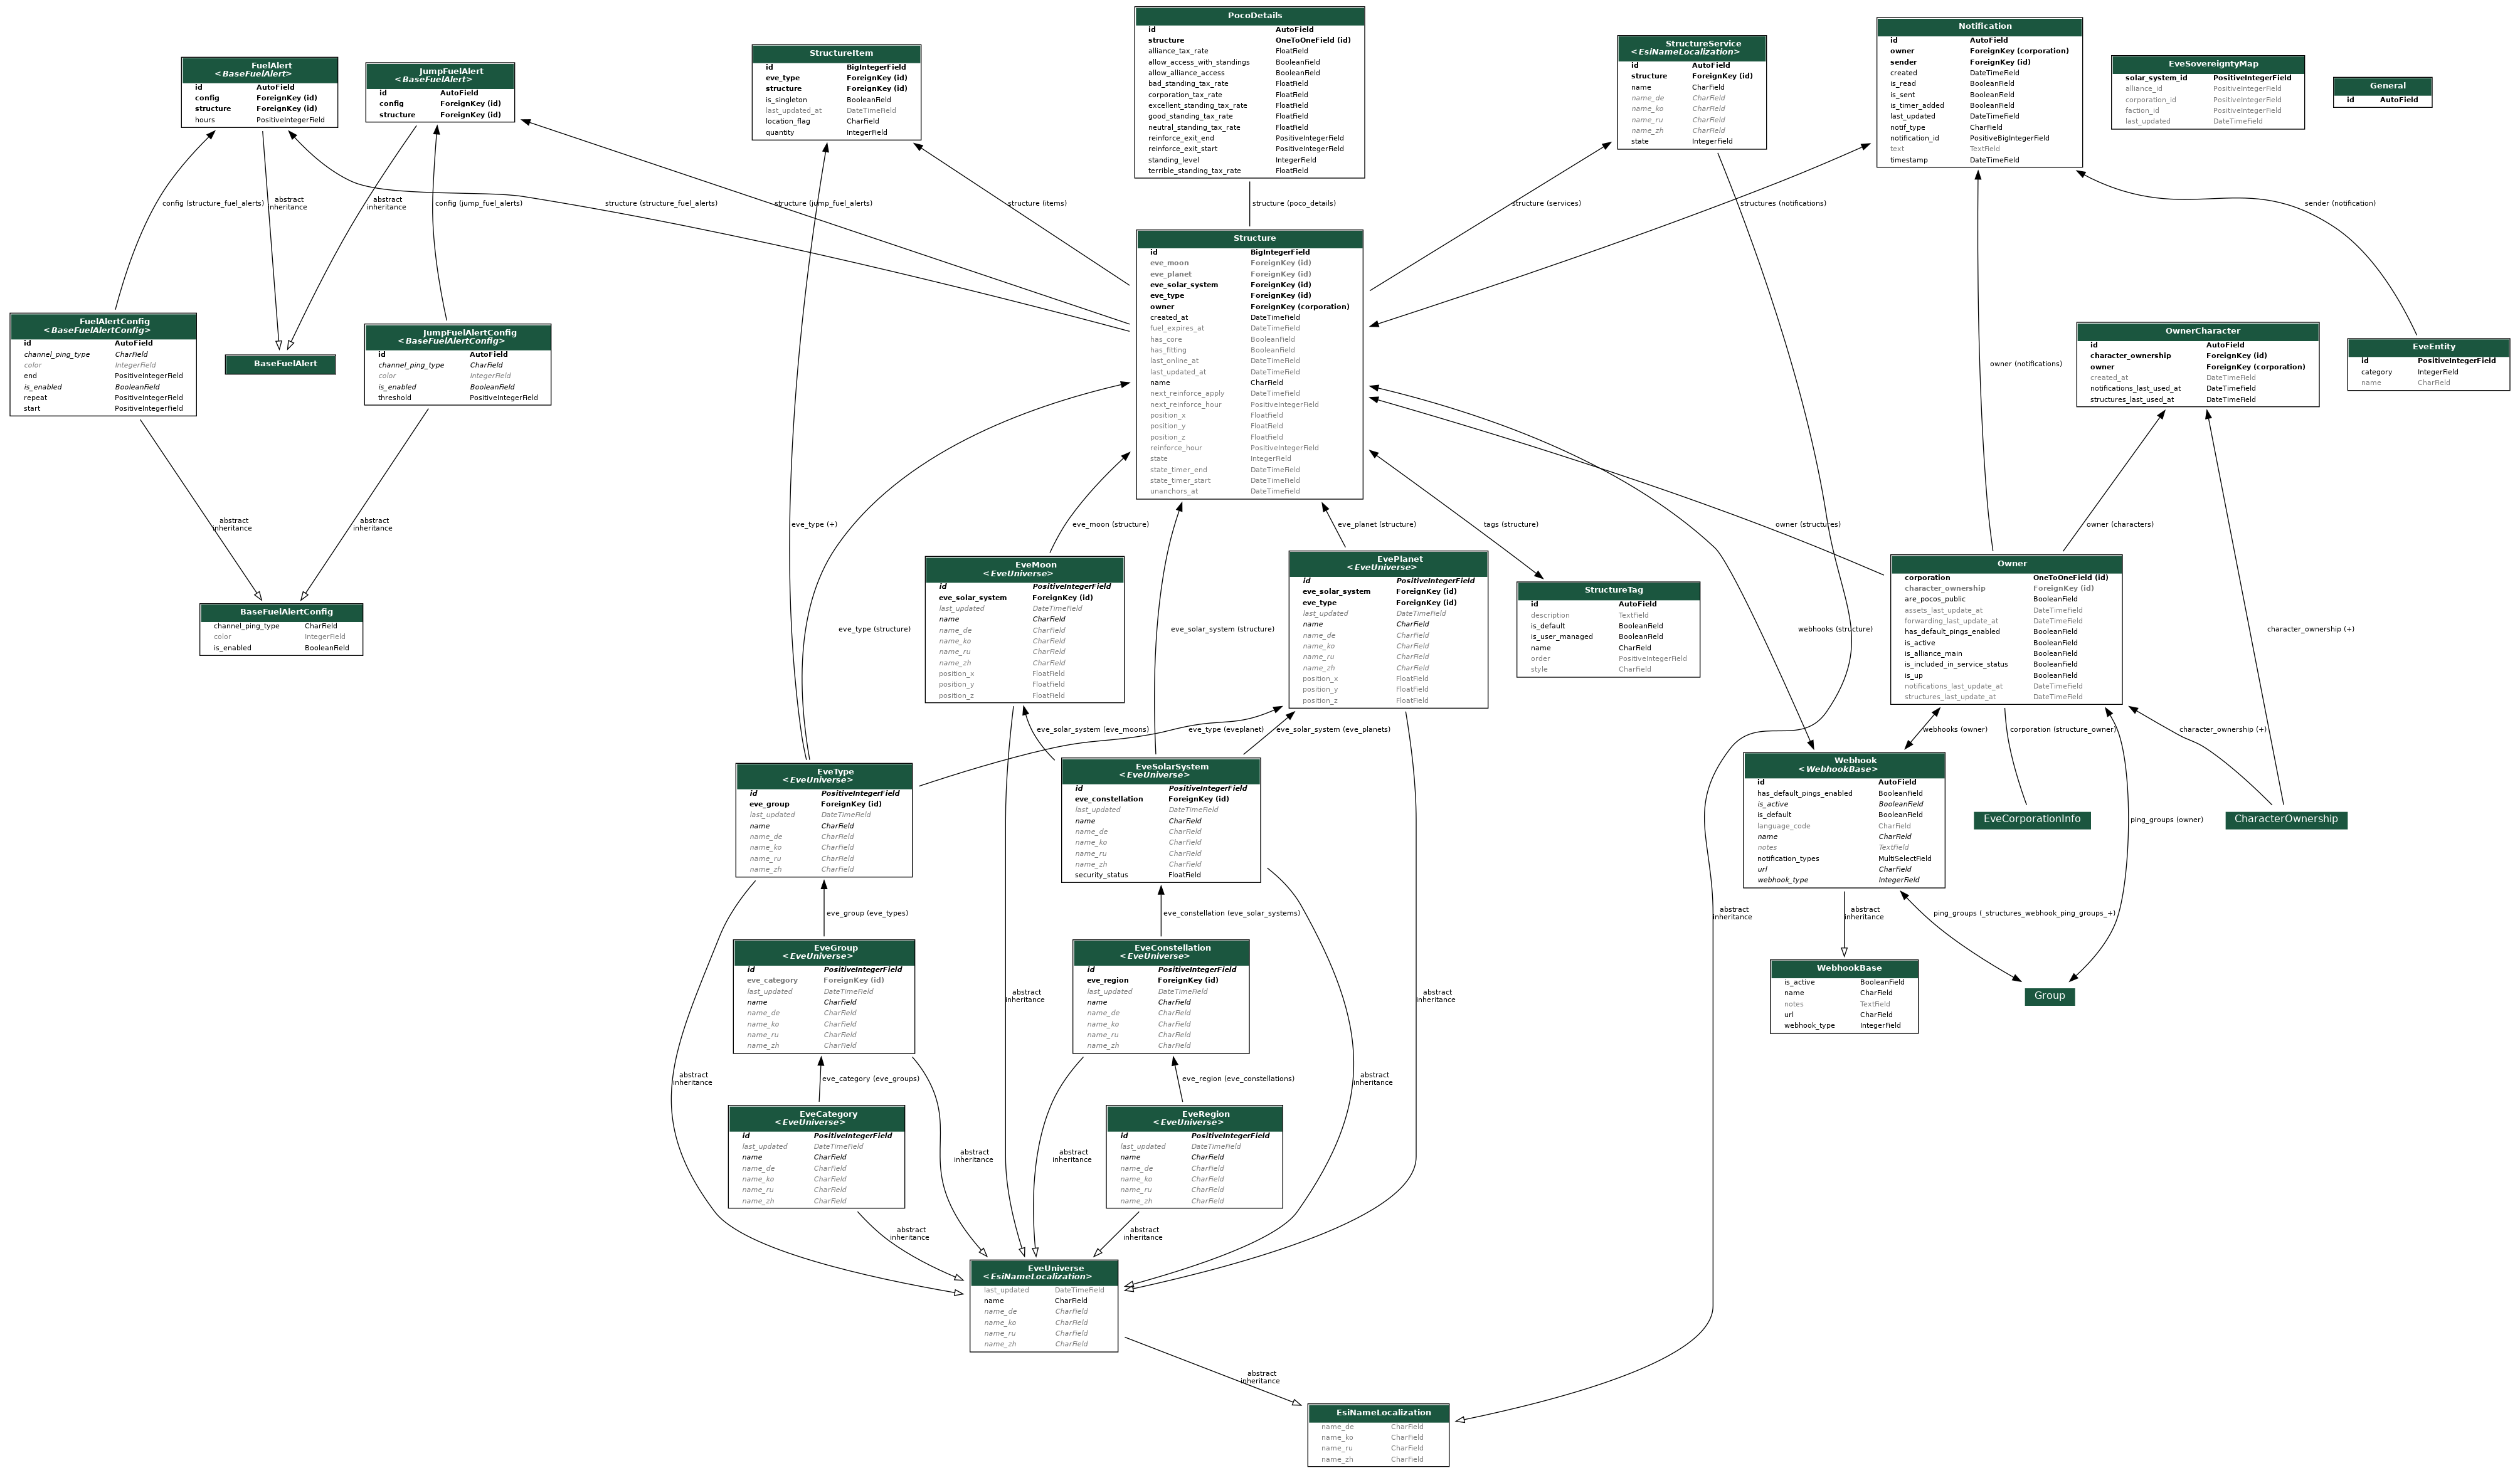 PocoDetails
id AutoField
structure OneToOneField (id)
alliance_tax_rate FloatField
allow_access_with_standings BooleanField
allow_alliance_access BooleanField
bad_standing_tax_rate FloatField
corporation_tax_rate FloatField
excellent_standing_tax_rate FloatField
good_standing_tax_rate FloatField
neutral_standing_tax_rate FloatField
reinforce_exit_end PositiveIntegerField
reinforce_exit_start PositiveIntegerField
standing_level IntegerField
terrible_standing_tax_rate FloatField
Notification
id AutoField
owner ForeignKey (corporation)
sender ForeignKey (id)
created DateTimeField
is_read BooleanField
is_sent BooleanField
is_timer_added BooleanField
last_updated DateTimeField
notif_type CharField
notification_id PositiveBigIntegerField
text TextField
timestamp DateTimeField
StructureService
<EsiNameLocalization>
id AutoField
structure ForeignKey (id)
name CharField
name_de CharField
name_ko CharField
name_ru CharField
name_zh CharField
state IntegerField
StructureItem
id BigIntegerField
eve_type ForeignKey (id)
structure ForeignKey (id)
is_singleton BooleanField
last_updated_at DateTimeField
location_flag CharField
quantity IntegerField
FuelAlert
<BaseFuelAlert>
id AutoField
config ForeignKey (id)
structure ForeignKey (id)
hours PositiveIntegerField
JumpFuelAlert
<BaseFuelAlert>
id AutoField
config ForeignKey (id)
structure ForeignKey (id)
EveSovereigntyMap
solar_system_id PositiveIntegerField
alliance_id PositiveIntegerField
corporation_id PositiveIntegerField
faction_id PositiveIntegerField
last_updated DateTimeField
General
id AutoField
config (structure_fuel_alerts)
abstract
inheritance
abstract
inheritance
config (jump_fuel_alerts)
structure (structure_fuel_alerts)
structure (jump_fuel_alerts)
structure (items)
structure (poco_details)
structure (services)
structures (notifications)
sender (notification)
Structure
id BigIntegerField
eve_moon ForeignKey (id)
eve_planet ForeignKey (id)
eve_solar_system ForeignKey (id)
eve_type ForeignKey (id)
owner ForeignKey (corporation)
created_at DateTimeField
fuel_expires_at DateTimeField
has_core BooleanField
has_fitting BooleanField
last_online_at DateTimeField
last_updated_at DateTimeField
name CharField
next_reinforce_apply DateTimeField
next_reinforce_hour PositiveIntegerField
position_x FloatField
position_y FloatField
position_z FloatField
reinforce_hour PositiveIntegerField
state IntegerField
state_timer_end DateTimeField
state_timer_start DateTimeField
unanchors_at DateTimeField
FuelAlertConfig
<BaseFuelAlertConfig>
id AutoField
channel_ping_type CharField
color IntegerField
end PositiveIntegerField
is_enabled BooleanField
repeat PositiveIntegerField
start PositiveIntegerField
BaseFuelAlert
JumpFuelAlertConfig
<BaseFuelAlertConfig>
id AutoField
channel_ping_type CharField
color IntegerField
is_enabled BooleanField
threshold PositiveIntegerField
owner (notifications)
OwnerCharacter
id AutoField
character_ownership ForeignKey (id)
owner ForeignKey (corporation)
created_at DateTimeField
notifications_last_used_at DateTimeField
structures_last_used_at DateTimeField
EveEntity
id PositiveIntegerField
category IntegerField
name CharField
abstract
inheritance
abstract
inheritance
eve_type (+)
eve_moon (structure)
eve_planet (structure)
tags (structure)
owner (structures)
owner (characters)
BaseFuelAlertConfig
channel_ping_type CharField
color IntegerField
is_enabled BooleanField
EveMoon
<EveUniverse>
id PositiveIntegerField
eve_solar_system ForeignKey (id)
last_updated DateTimeField
name CharField
name_de CharField
name_ko CharField
name_ru CharField
name_zh CharField
position_x FloatField
position_y FloatField
position_z FloatField
EvePlanet
<EveUniverse>
id PositiveIntegerField
eve_solar_system ForeignKey (id)
eve_type ForeignKey (id)
last_updated DateTimeField
name CharField
name_de CharField
name_ko CharField
name_ru CharField
name_zh CharField
position_x FloatField
position_y FloatField
position_z FloatField
StructureTag
id AutoField
description TextField
is_default BooleanField
is_user_managed BooleanField
name CharField
order PositiveIntegerField
style CharField
Owner
corporation OneToOneField (id)
character_ownership ForeignKey (id)
are_pocos_public BooleanField
assets_last_update_at DateTimeField
forwarding_last_update_at DateTimeField
has_default_pings_enabled BooleanField
is_active BooleanField
is_alliance_main BooleanField
is_included_in_service_status BooleanField
is_up BooleanField
notifications_last_update_at DateTimeField
structures_last_update_at DateTimeField
eve_type (structure)
eve_solar_system (structure)
webhooks (structure)
character_ownership (+)
eve_solar_system (eve_moons)
eve_type (eveplanet)
eve_solar_system (eve_planets)
webhooks (owner)
corporation (structure_owner)
character_ownership (+)
EveType
<EveUniverse>
id PositiveIntegerField
eve_group ForeignKey (id)
last_updated DateTimeField
name CharField
name_de CharField
name_ko CharField
name_ru CharField
name_zh CharField
EveSolarSystem
<EveUniverse>
id PositiveIntegerField
eve_constellation ForeignKey (id)
last_updated DateTimeField
name CharField
name_de CharField
name_ko CharField
name_ru CharField
name_zh CharField
security_status FloatField
Webhook
<WebhookBase>
id AutoField
has_default_pings_enabled BooleanField
is_active BooleanField
is_default BooleanField
language_code CharField
name CharField
notes TextField
notification_types MultiSelectField
url CharField
webhook_type IntegerField
EveCorporationInfo
ping_groups (owner)
CharacterOwnership
eve_group (eve_types)
eve_constellation (eve_solar_systems)
abstract
inheritance
abstract
inheritance
ping_groups (_structures_webhook_ping_groups_+)
EveGroup
<EveUniverse>
id PositiveIntegerField
eve_category ForeignKey (id)
last_updated DateTimeField
name CharField
name_de CharField
name_ko CharField
name_ru CharField
name_zh CharField
abstract
inheritance
EveConstellation
<EveUniverse>
id PositiveIntegerField
eve_region ForeignKey (id)
last_updated DateTimeField
name CharField
name_de CharField
name_ko CharField
name_ru CharField
name_zh CharField
abstract
inheritance
WebhookBase
is_active BooleanField
name CharField
notes TextField
url CharField
webhook_type IntegerField
Group
abstract
inheritance
eve_category (eve_groups)
eve_region (eve_constellations)
abstract
inheritance
EveCategory
<EveUniverse>
id PositiveIntegerField
last_updated DateTimeField
name CharField
name_de CharField
name_ko CharField
name_ru CharField
name_zh CharField
abstract
inheritance
abstract
inheritance
EveRegion
<EveUniverse>
id PositiveIntegerField
last_updated DateTimeField
name CharField
name_de CharField
name_ko CharField
name_ru CharField
name_zh CharField
abstract
inheritance
abstract
inheritance
EveUniverse
<EsiNameLocalization>
last_updated DateTimeField
name CharField
name_de CharField
name_ko CharField
name_ru CharField
name_zh CharField
abstract
inheritance
EsiNameLocalization
name_de CharField
name_ko CharField
name_ru CharField
name_zh CharField